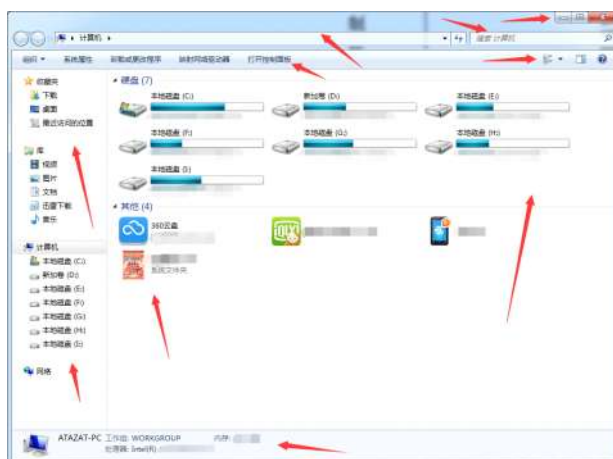 计算机
搜索 计算机
组织 系统属性 卸载或更改程序 映射网络驱动器 打开控制面板
收藏夹
下载
桌面
最近访问的位置
库
视频
图片
文档
迅雷下载
音乐
计算机
本地磁盘 (C:)
新加卷 (D:)
本地磁盘 (E:)
本地磁盘 (F:)
本地磁盘 (G:)
本地磁盘 (H:)
本地磁盘 (I:)
网络
硬盘 (7)
本地磁盘 (C:) 新加卷 (D:) 本地磁盘 (E:)
本地磁盘 (F:) 本地磁盘 (G:) 本地磁盘 (H:)
本地磁盘 (I:)
其他 (4)
360云盘
系统文件夹
ATAZAT-PC 工作组: WORKGROUP 内存:
处理器: Intel(R)